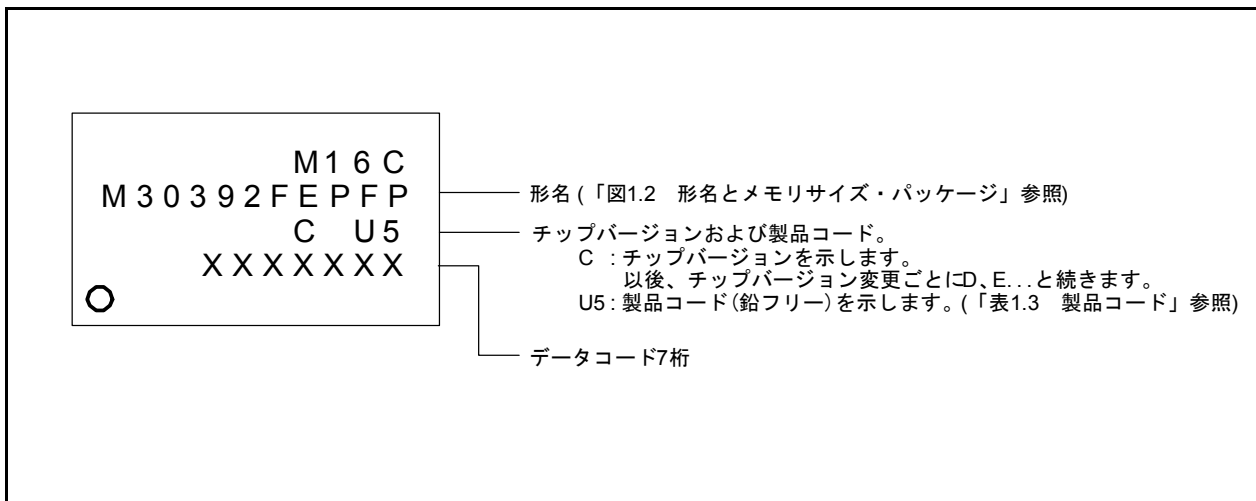 M16C
M30392FEPFP
C U5
XXXXXXX
形名 (「図1.2 形名とメモリサイズ・パッケージ」参照)
チップバージョンおよび製品コード。
C : チップバージョンを示します。
以後、チップバージョン変更ごとにD、E...と続きます。
U5 : 製品コード(鉛フリー)を示します。(「表1.3 製品コード」参照)
データコード7桁